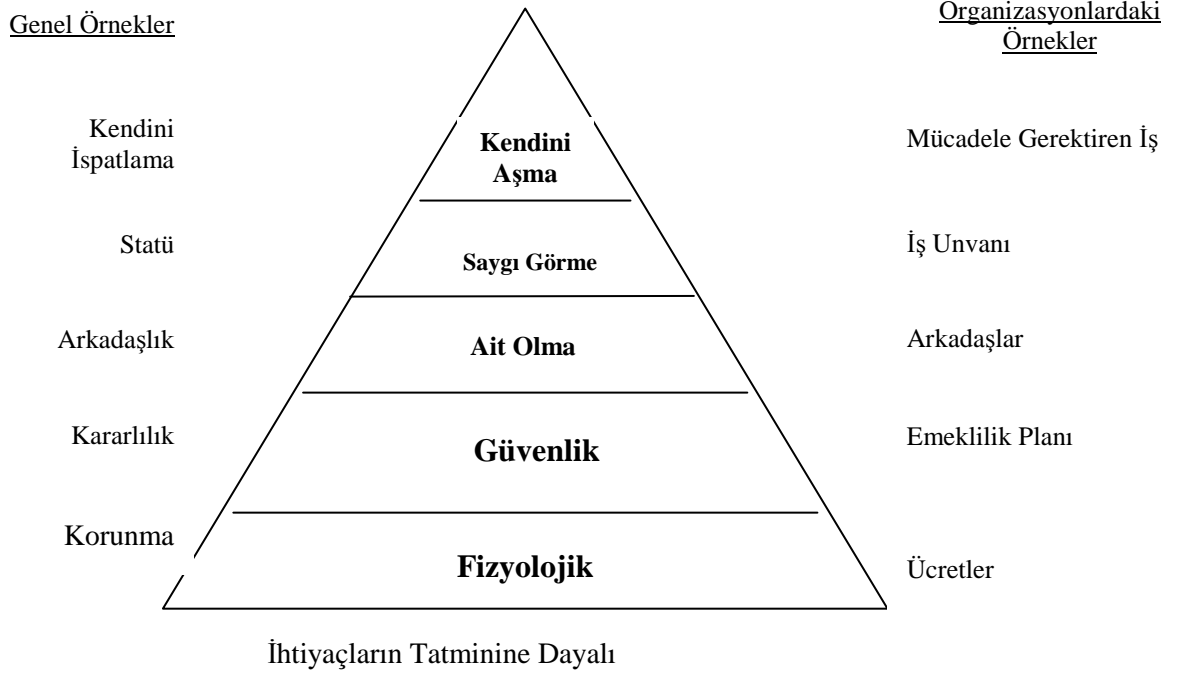 Genel Örnekler
Organizasyonlardaki
Örnekler
Kendini
İspatlama
Kendini
Aşma
Mücadele Gerektiren İş
Statü
Saygı Görme
İş Unvanı
Arkadaşlık
Ait Olma
Arkadaşlar
Kararlılık
Güvenlik
Emeklilik Planı
Korunma
Fizyolojik
Ücretler
İhtiyaçların Tatminine Dayalı